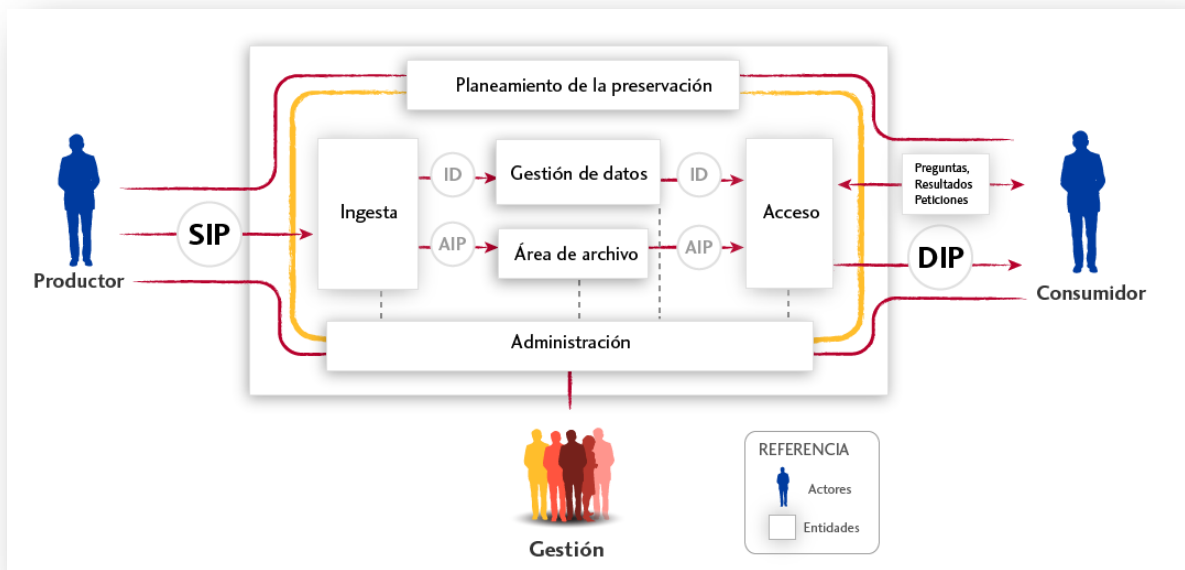 Planeamiento de la preservación
ID
Gestión de datos
ID
Preguntas,
Resultados
Peticiones
Ingesta
Acceso
SIP
AIP
Área de archivo
AIP
DIP
Productor
Consumidor
Administración
REFERENCIA
Actores
Entidades
Gestión